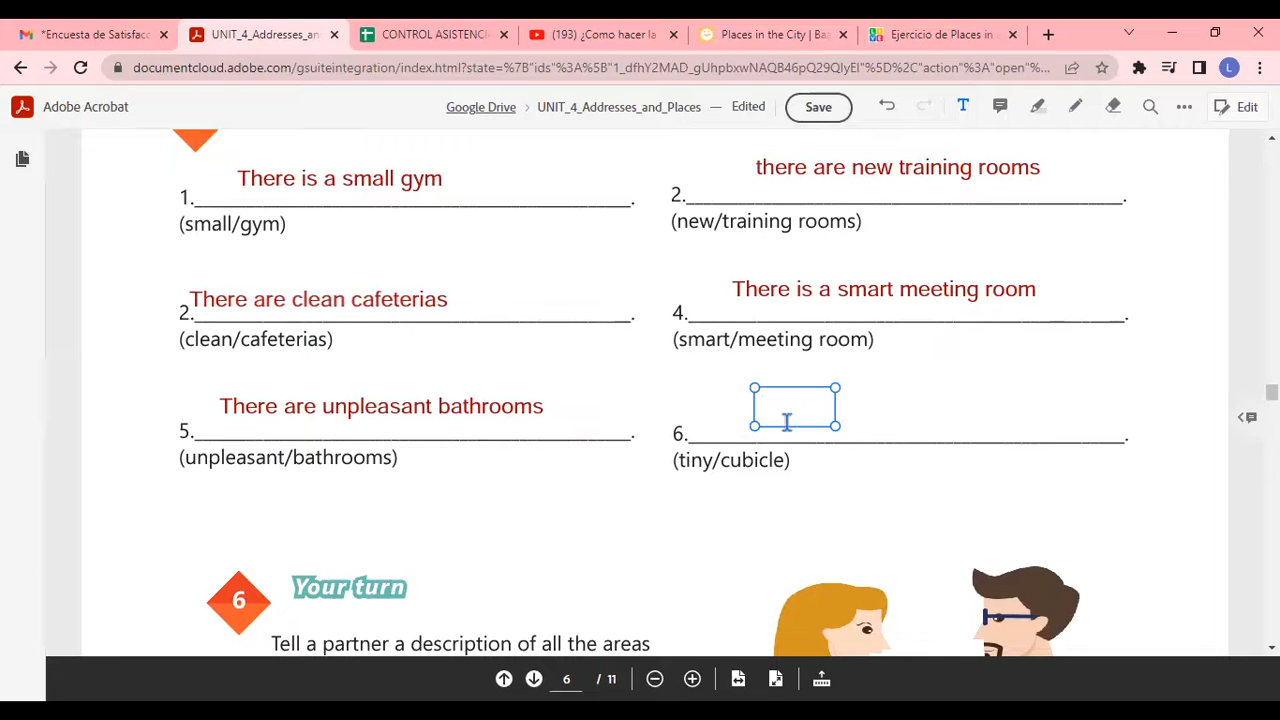 *Encuesta de Satisfacc
UNIT_4_Addresses_an
CONTROL ASISTENCI
(193) ¿Como hacer la
Places in the City | Ba
Ejercicio de Places in
documentcloud.adobe.com/gsuiteintegration/index.html?state=%7B"ids"%3A%5B"1_dfhY2MAD_gUhpbxwNAQB46pQ29QIyEI"%5D%2C"action"%3A"open"%...
L
Adobe Acrobat
Google Drive
UNIT_4_Addresses_and_Places
Edited
Save
Edit
There is a small gym
1.
(small/gym)
there are new training rooms
2.
(new/training rooms)
There are clean cafeterias
2.
(clean/cafeterias)
There is a smart meeting room
4.
(smart/meeting room)
There are unpleasant bathrooms
5.
(unpleasant/bathrooms)
6.
(tiny/cubicle)
6
Your turn
Tell a partner a description of all the areas
6 / 11